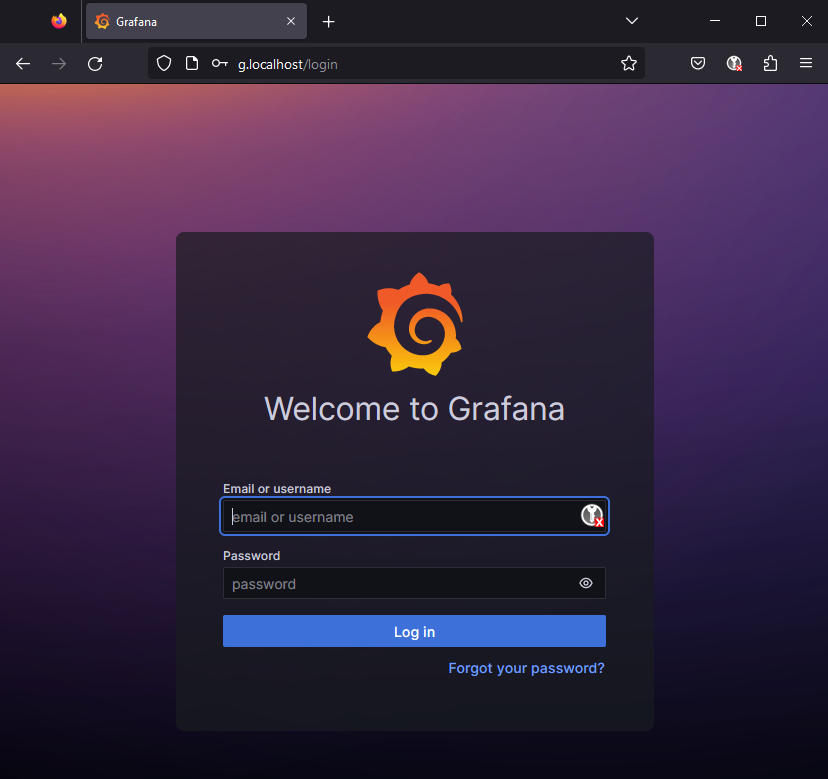 Grafana
g.localhost/login
Welcome to Grafana
Email or username
email or username
Password
password
Log in
Forgot your password?